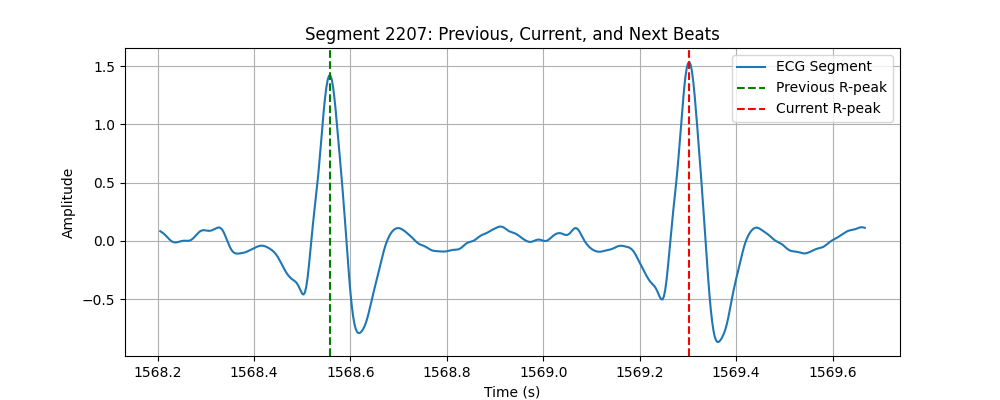 Segment 2207: Previous, Current, and Next Beats
1.5
1.0
0.5
0.0
−0.5
Amplitude
ECG Segment
Previous R-peak
Current R-peak
1568.2 1568.4 1568.6 1568.8 1569.0 1569.2 1569.4 1569.6
Time (s)